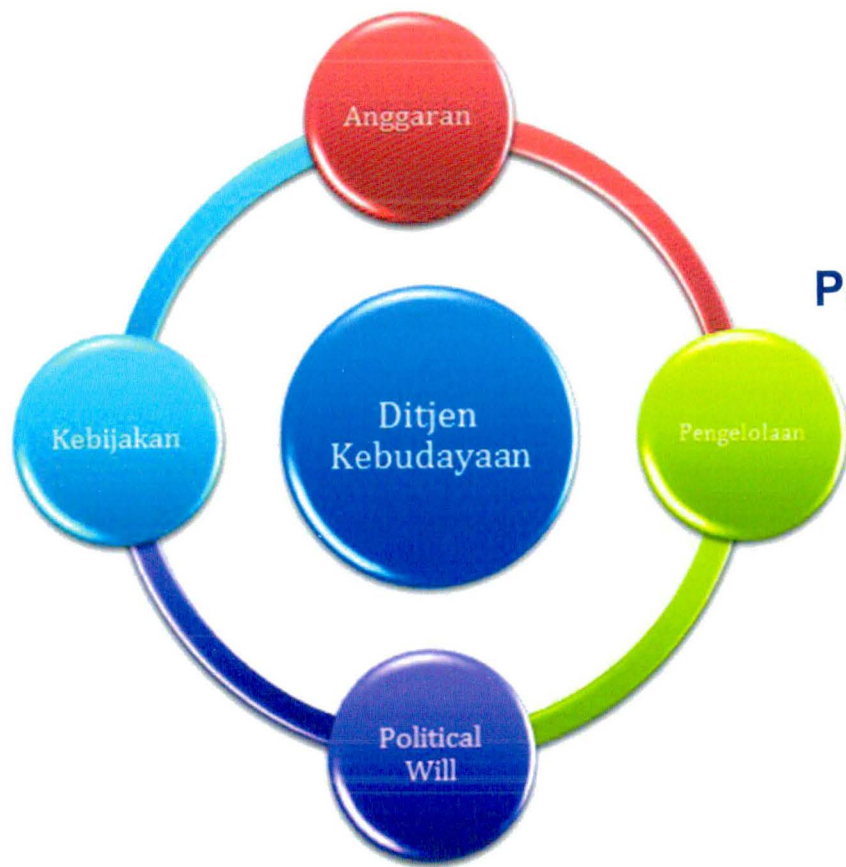 Anggaran
Kebijakan
Ditjen
Kebudayaan
Pengelolaan
Political
Will